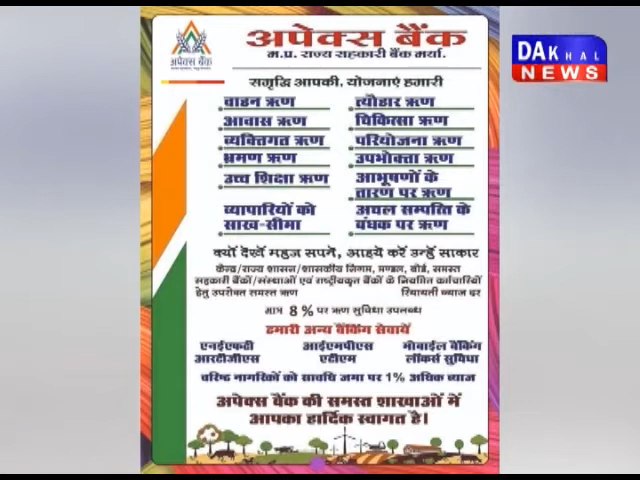 अपेक्स बैंक
म.प्र. राज्य सहकारी बैंक मर्या.
अपेक्स बैंक
DAKHAL
NEWS
समृद्धि आपकी, योजनाएं हमारी
वाहन ऋण
त्यौहार ऋण
आवास ऋण
चिकित्सा ऋण
व्यक्तिगत ऋण
परियोजना ऋण
भ्रमण ऋण
उपभोक्ता ऋण
उच्च शिक्षा ऋण
आभूषणों के
तारण पर ऋण
व्यापारियों को
साख-सीमा
अचल सम्पत्ति के
बंधक पर ऋण
क्यों देखें महज सपने, आइये करें उन्हें साकार
केन्द्र/राज्य शासन/शासकीय निगम, मण्डल, बोर्ड, समस्त
सहकारी बैंकों/संस्थाओं एवं राष्ट्रीयकृत बैंकों के नियमित कर्मचारियों
हेतु उपरोक्त समस्त ऋण रियायती ब्याज दर
मात्र 8% पर ऋण सुविधा उपलब्ध
हमारी अन्य बैंकिंग सेवायें
एनईएफटी आईएमपीएस मोबाईल बैंकिंग
आरटीजीएस एटीएम लॉकर्स सुविधा
वरिष्ठ नागरिकों को सावधि जमा पर 1% अधिक ब्याज
अपेक्स बैंक की समस्त शाखाओं में
आपका हार्दिक स्वागत है।